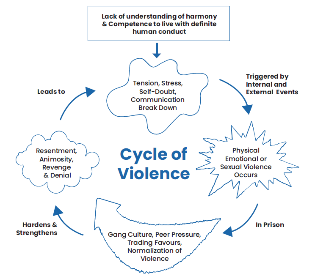 Lack of understanding of harmony
& Competence to live with definite
human conduct
Leads to
Tension, Stress,
Self-Doubt,
Communication
Break Down
Triggered by
Internal and
External Events
Resentment,
Animosity,
Revenge
& Denial
Cycle of
Violence
Physical
Emotional or
Sexual Violence
Occurs
Hardens &
Strengthens
Gang Culture, Peer Pressure,
Trading Favours,
Normalization of
Violence
In Prison